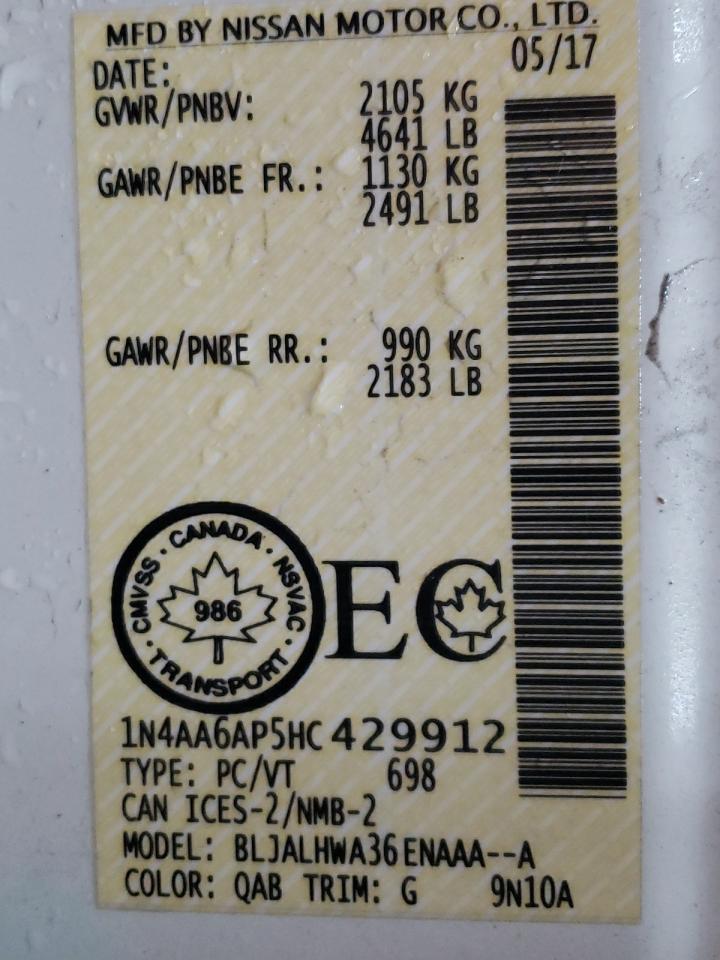 MFD BY NISSAN MOTOR CO., LTD.
DATE: 05/17
GVWR/PNBV: 2105 KG
4641 LB
GAWR/PNBE FR.: 1130 KG
2491 LB
GAWR/PNBE RR.: 990 KG
2183 LB
CMVSS · CANADA · NSVAC · TRANSPORT ·
986
EC
1N4AA6AP5HC429912
TYPE: PC/VT 698
CAN ICES-2/NMB-2
MODEL: BLJALHWA36ENAAA--A
COLOR: QAB TRIM: G 9N10A